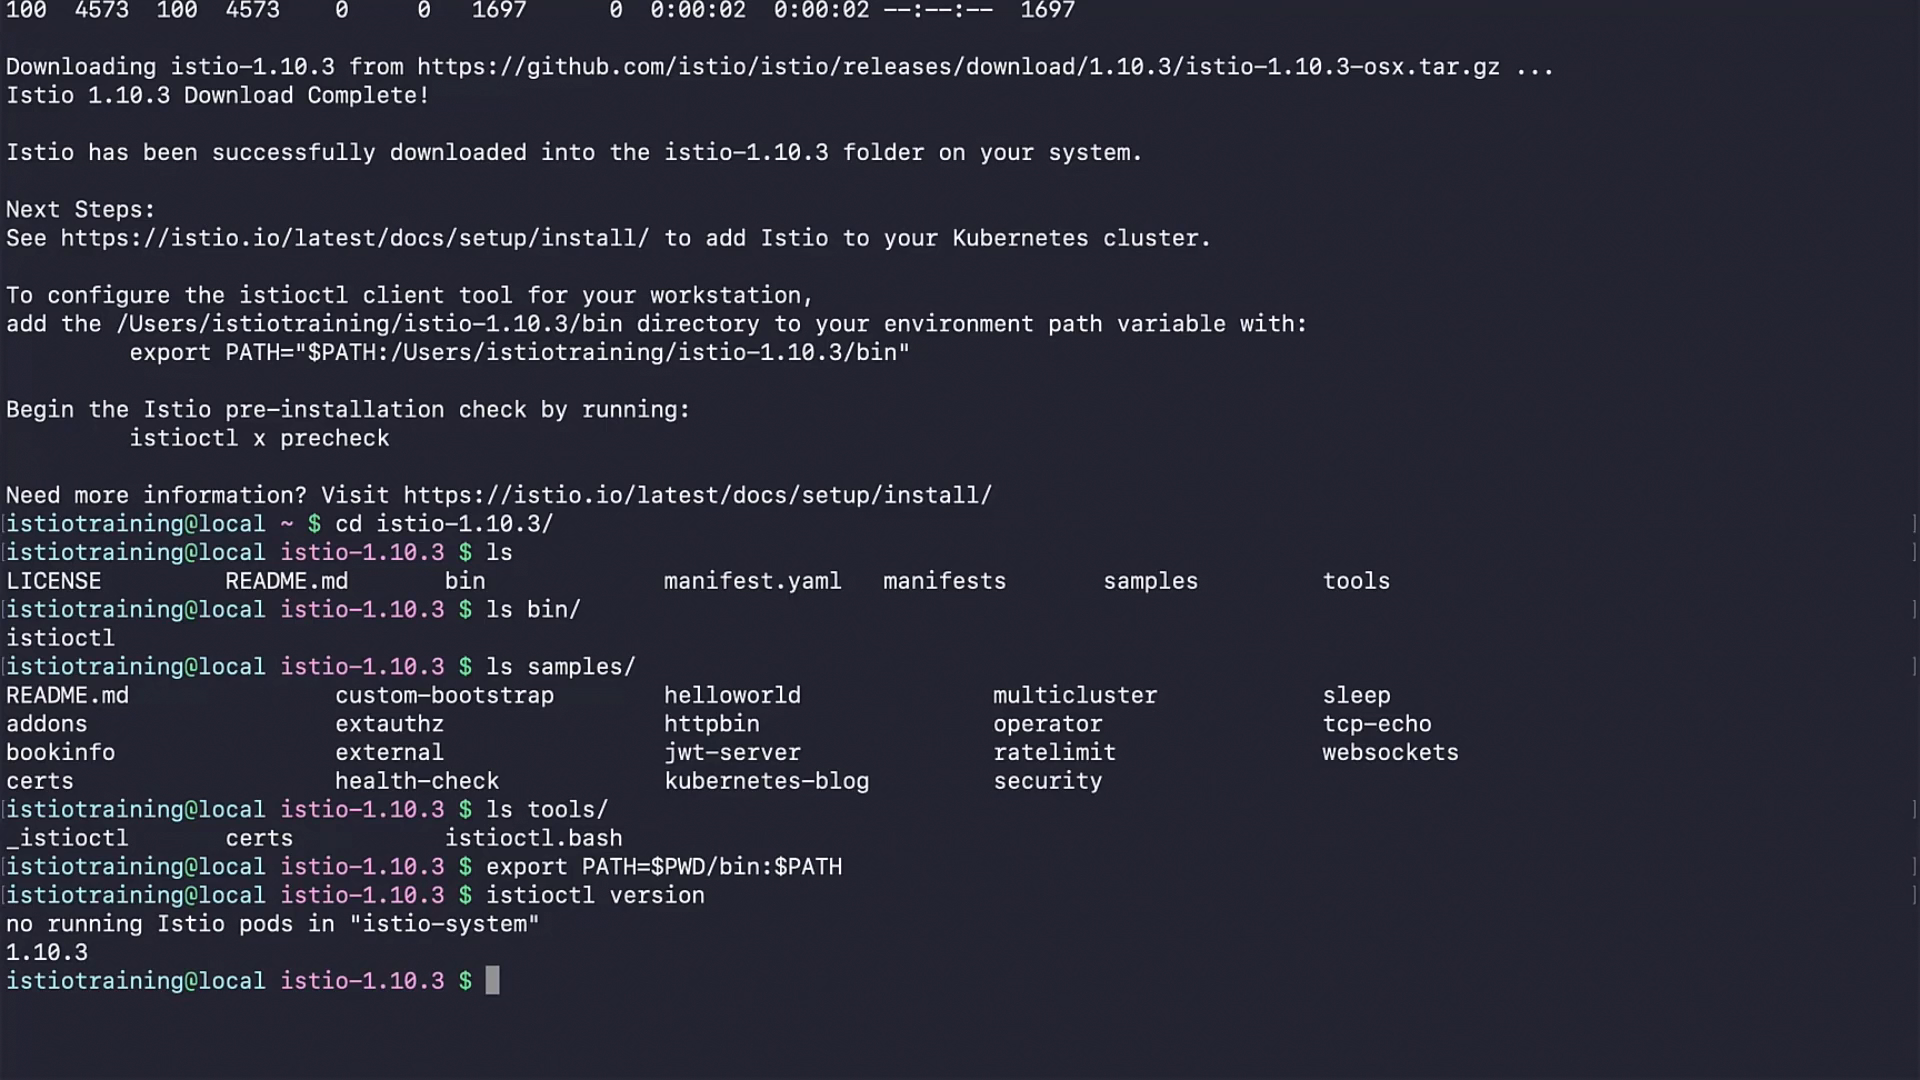 100  4573  100  4573    0     0   1697      0  0:00:02  0:00:02 --:--:--  1697
Downloading istio-1.10.3 from https://github.com/istio/istio/releases/download/1.10.3/istio-1.10.3-osx.tar.gz ...
Istio 1.10.3 Download Complete!
Istio has been successfully downloaded into the istio-1.10.3 folder on your system.
Next Steps:
See https://istio.io/latest/docs/setup/install/ to add Istio to your Kubernetes cluster.
To configure the istioctl client tool for your workstation,
add the /Users/istiotraining/istio-1.10.3/bin directory to your environment path variable with:
export PATH="$PATH:/Users/istiotraining/istio-1.10.3/bin"
Begin the Istio pre-installation check by running:
istioctl x precheck
Need more information? Visit https://istio.io/latest/docs/setup/install/
[istiotraining@local ~ $ cd istio-1.10.3/ ]
[istiotraining@local istio-1.10.3 $ ls ]
LICENSE         README.md       bin             manifest.yaml   manifests       samples         tools
[istiotraining@local istio-1.10.3 $ ls bin/ ]
istioctl
[istiotraining@local istio-1.10.3 $ ls samples/ ]
README.md               custom-bootstrap        helloworld              multicluster            sleep
addons                  extauthz                httpbin                 operator                tcp-echo
bookinfo                external                jwt-server              ratelimit               websockets
certs                   health-check            kubernetes-blog         security
[istiotraining@local istio-1.10.3 $ ls tools/ ]
_istioctl       certs           istioctl.bash
[istiotraining@local istio-1.10.3 $ export PATH=$PWD/bin:$PATH ]
[istiotraining@local istio-1.10.3 $ istioctl version ]
no running Istio pods in "istio-system"
1.10.3
istiotraining@local istio-1.10.3 $